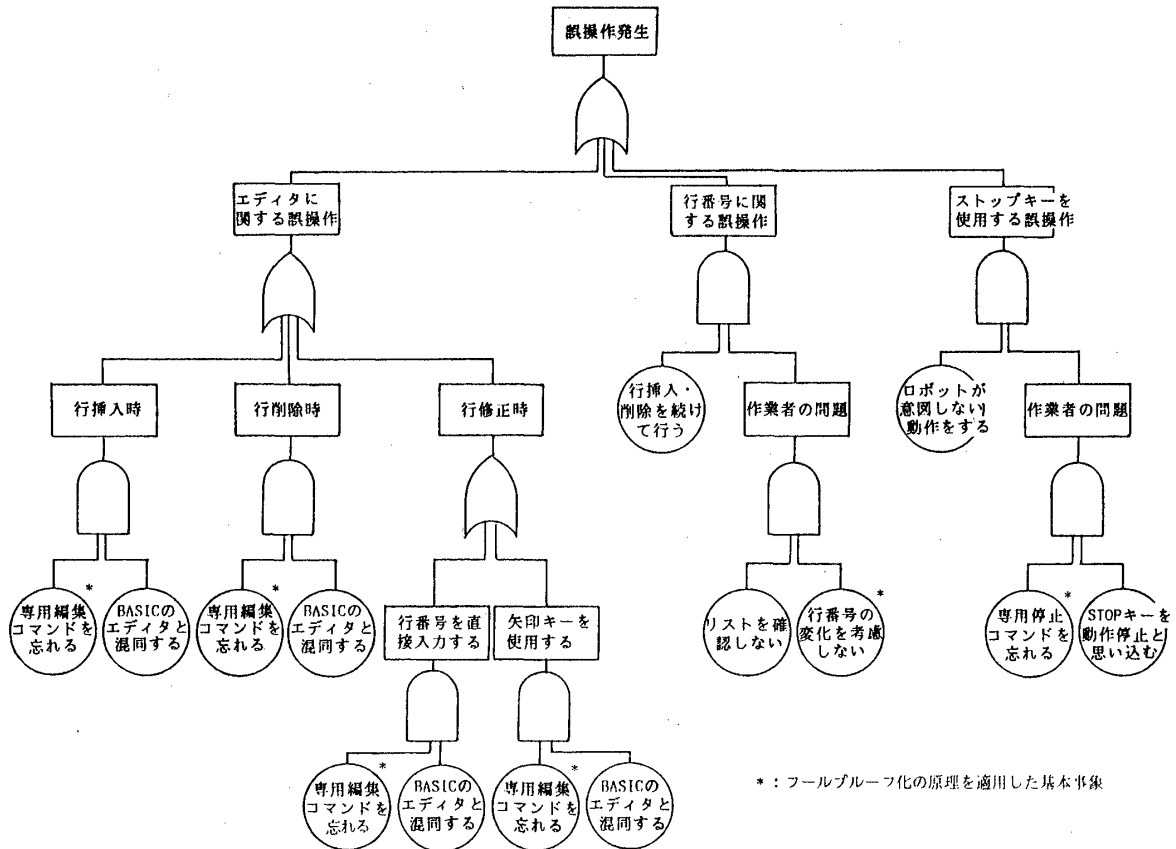 誤操作発生
エディタに
関する誤操作
行番号に関
する誤操作
ストップキーを
使用する誤操作
行挿入時
行削除時
行修正時
行挿入・
削除を続け
て行う
作業者の問題
ロボットが
意図しない
動作をする
作業者の問題
専用編集
コマンドを
忘れる
*
BASICの
エディタと
混同する
専用編集
コマンドを
忘れる
*
BASICの
エディタと
混同する
行番号を直
接入力する
矢印キーを
使用する
リストを確
認しない
行番号の
変化を考慮
しない
*
専用停止
コマンドを
忘れる
*
STOPキーを
動作停止と
思い込む
専用編集
コマンドを
忘れる
*
BASICの
エディタと
混同する
専用編集
コマンドを
忘れる
*
BASICの
エディタと
混同する
*：フールプルーフ化の原理を適用した基本事象